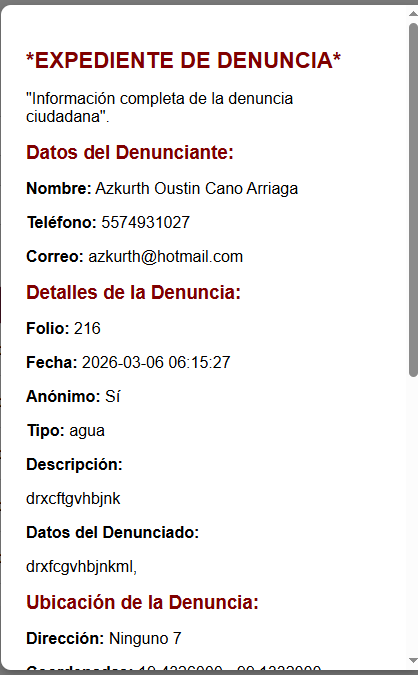 *EXPEDIENTE DE DENUNCIA*
"Información completa de la denuncia
ciudadana".
Datos del Denunciante:
Nombre: Azkurth Oustin Cano Arriaga
Teléfono: 5574931027
Correo: azkurth@hotmail.com
Detalles de la Denuncia:
Folio: 216
Fecha: 2026-03-06 06:15:27
Anónimo: Sí
Tipo: agua
Descripción:
drxcftgvhbjnk
Datos del Denunciado:
drxfcgvhbjnkml,
Ubicación de la Denuncia:
Dirección: Ninguno 7
Coordenadas: